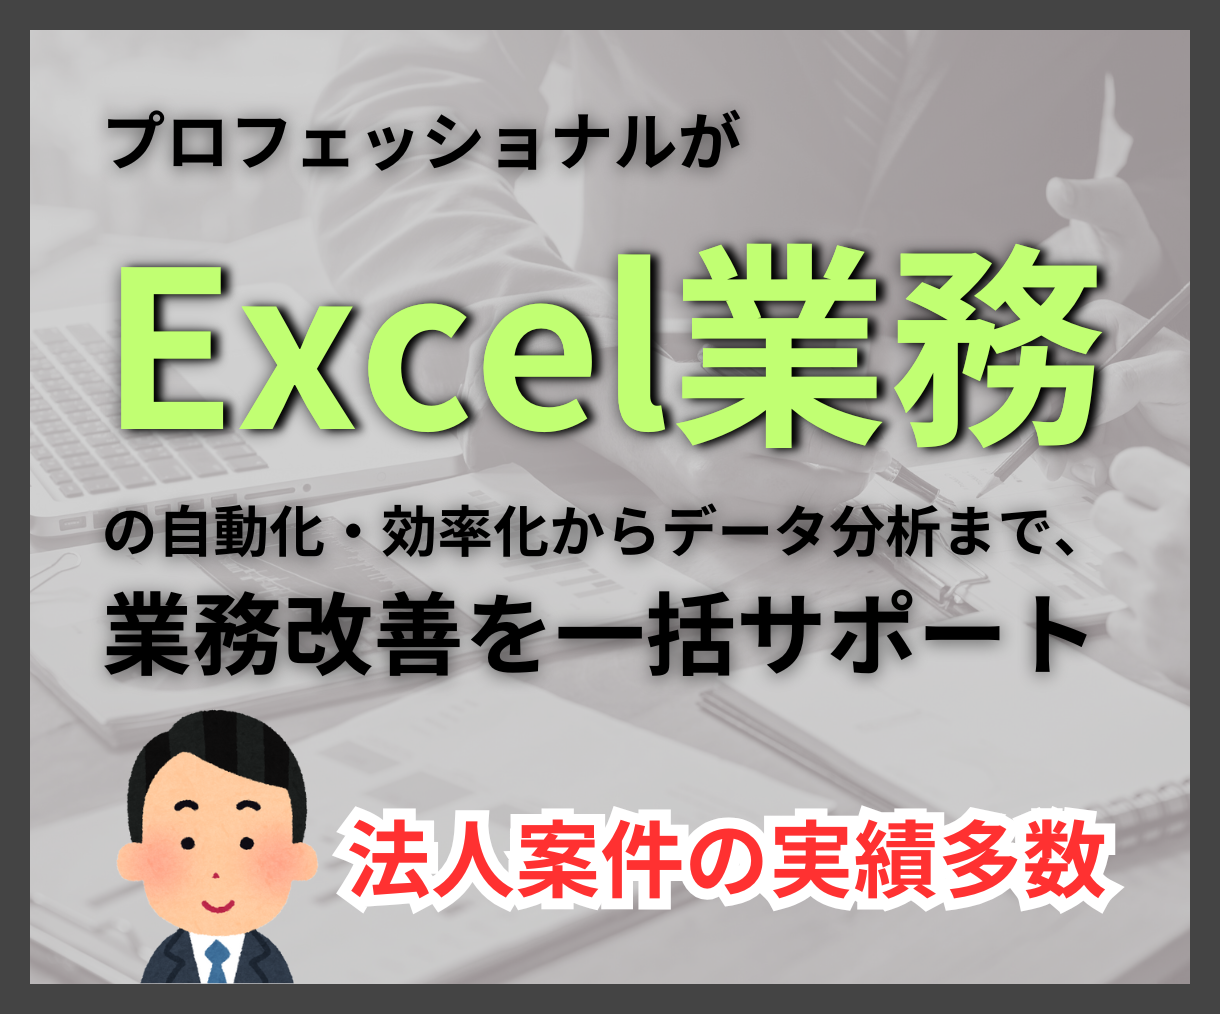 プロフェッショナルが
Excel業務
の自動化・効率化からデータ分析まで、
業務改善を一括サポート
法人案件の実績多数